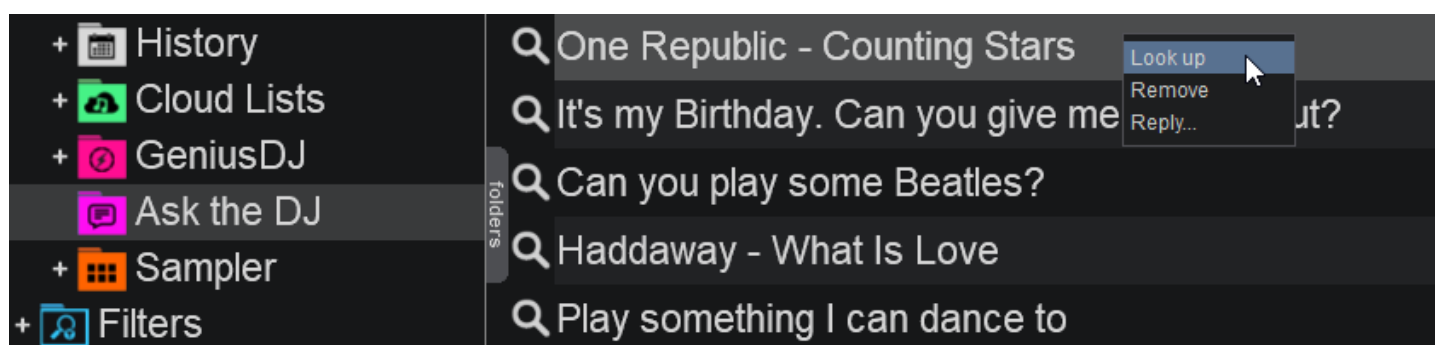 + History
+ Cloud Lists
+ GeniusDJ
Ask the DJ
+ Sampler
+ Filters
folders
One Republic - Counting Stars
It's my Birthday. Can you give me ut?
Can you play some Beatles?
Haddaway - What Is Love
Play something I can dance to
Look up
Remove
Reply...